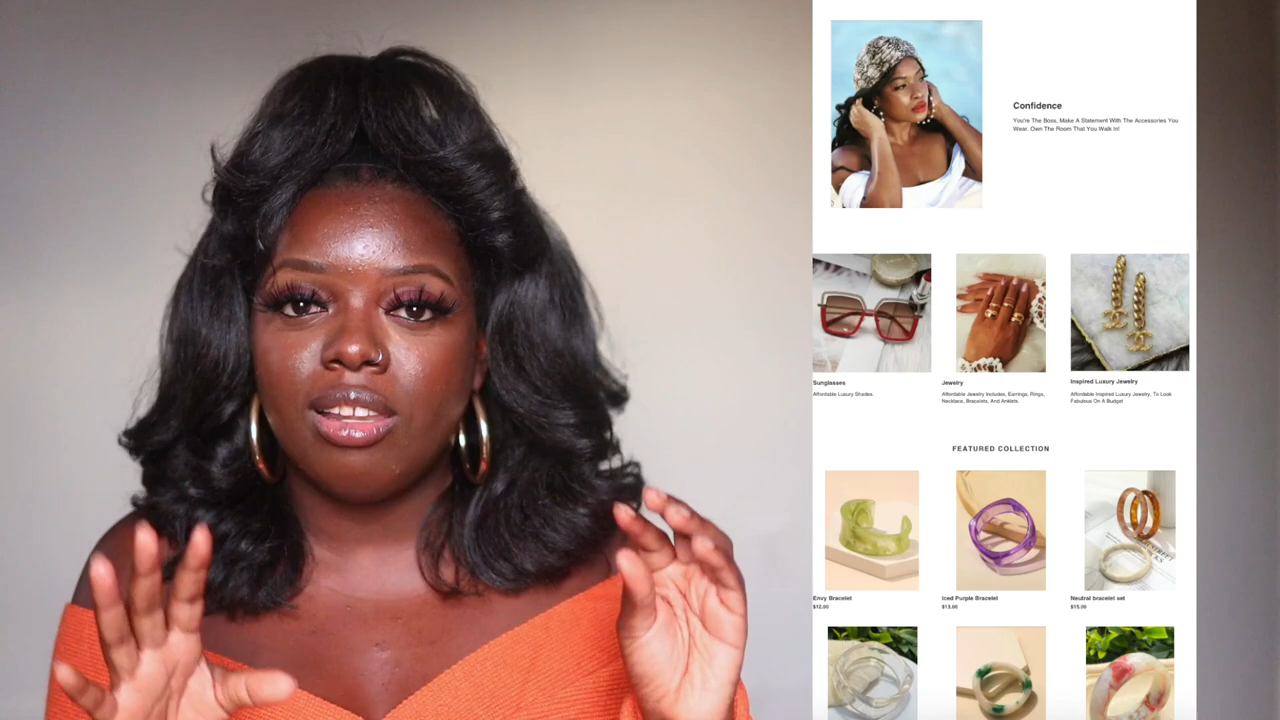 Confidence
You're The Boss, Make A Statement With The Accessories You
Wear. Own The Room That You Walk In!
Sunglasses
Affordable Luxury Shades.
Jewelry
Affordable Jewelry Includes, Earrings, Rings,
Necklace, Bracelets, And Anklets.
Inspired Luxury Jewelry
Affordable Inspired Luxury Jewelry, To Look
Fabulous On A Budget
FEATURED COLLECTION
Envy Bracelet
$12.00
Iced Purple Bracelet
$13.00
Neutral bracelet set
$15.00